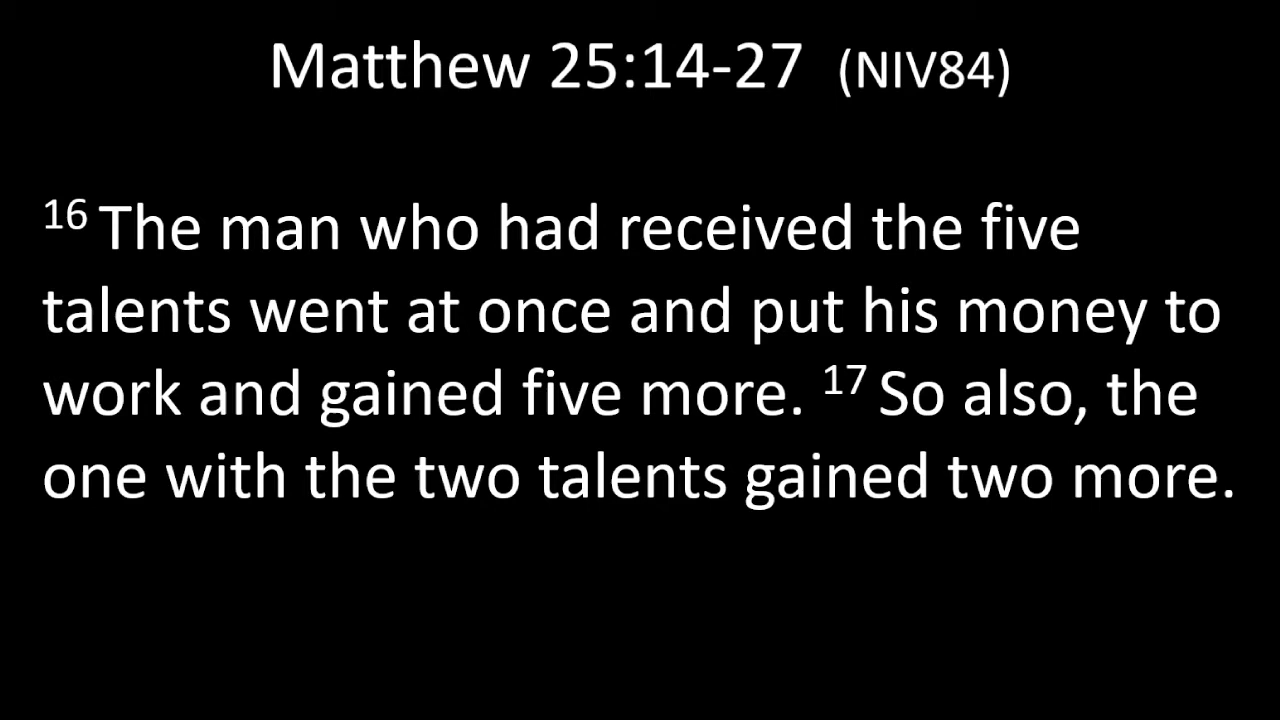 Matthew 25:14-27 (NIV84)
16 The man who had received the five
talents went at once and put his money to
work and gained five more. 17 So also, the
one with the two talents gained two more.